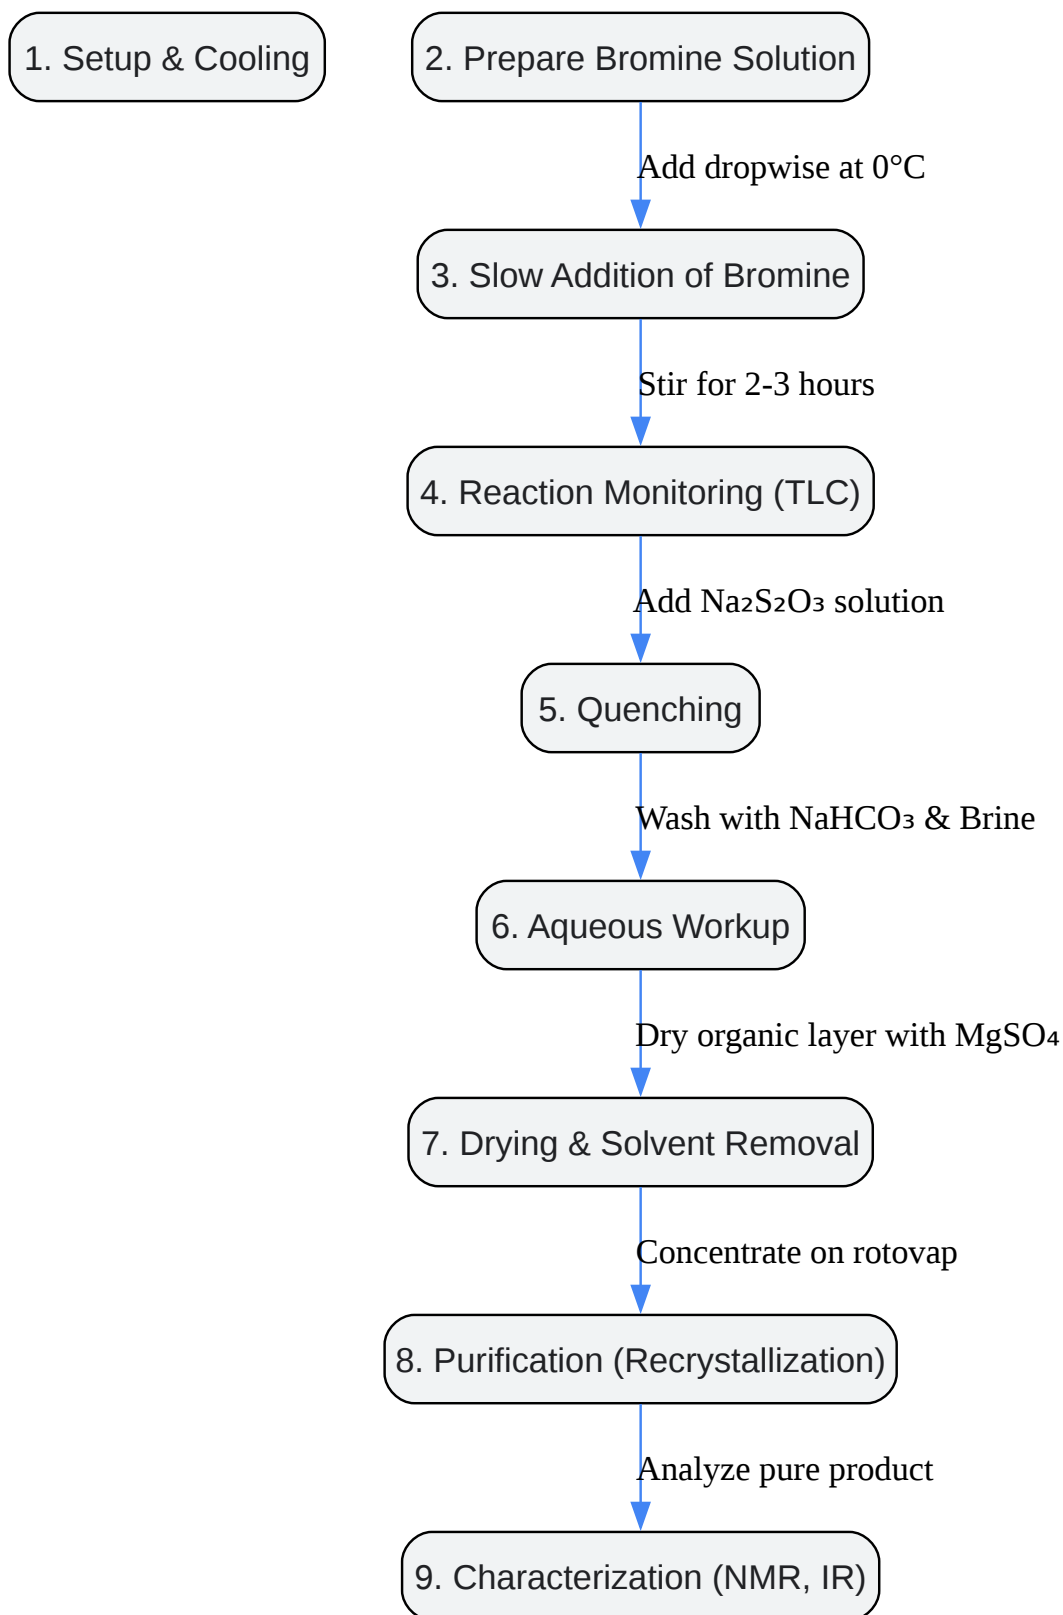 1. Setup & Cooling
2. Prepare Bromine Solution
Add dropwise at 0°C
3. Slow Addition of Bromine
Stir for 2-3 hours
4. Reaction Monitoring (TLC)
Add Na₂S₂O₃ solution
5. Quenching
Wash with NaHCO₃ & Brine
6. Aqueous Workup
Dry organic layer with MgSO₄
7. Drying & Solvent Removal
Concentrate on rotovap
8. Purification (Recrystallization)
Analyze pure product
9. Characterization (NMR, IR)